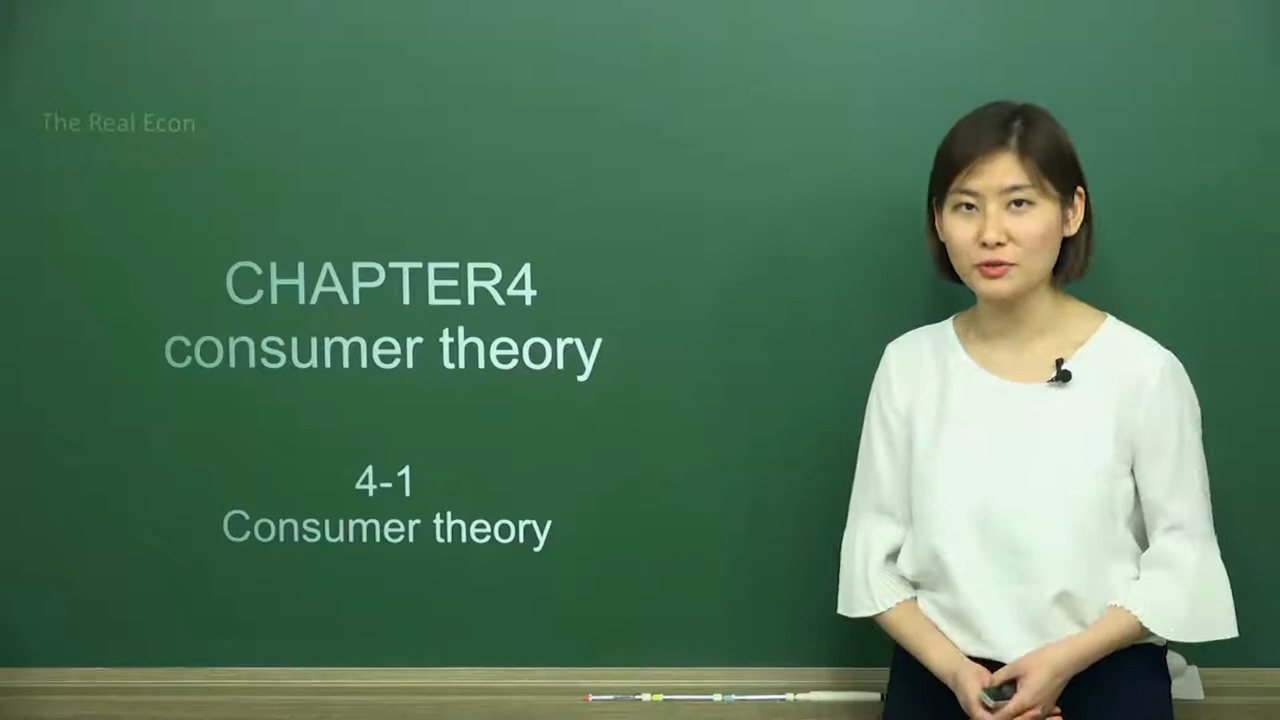 The Real Econ
CHAPTER4
consumer theory
4-1
Consumer theory